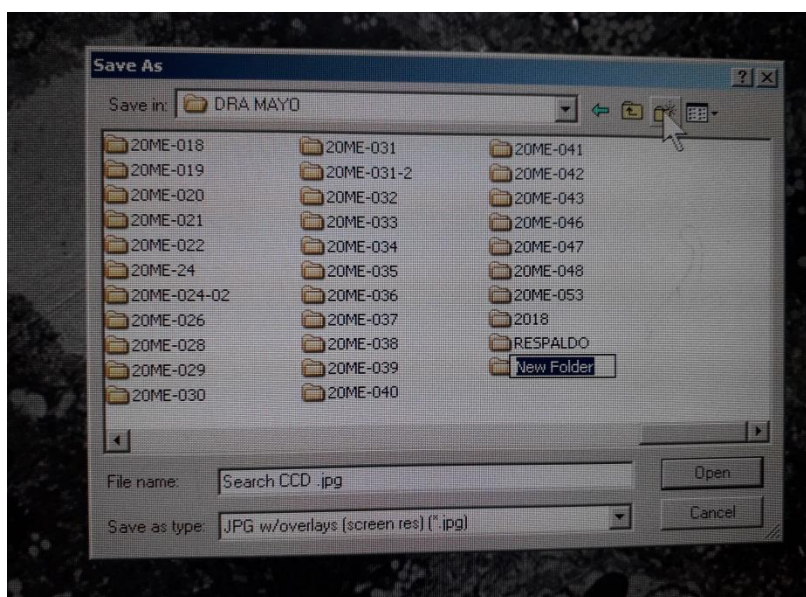 Save As
Save in: DRA MAYO
20ME-018 20ME-031 20ME-041
20ME-019 20ME-031-2 20ME-042
20ME-020 20ME-032 20ME-043
20ME-021 20ME-033 20ME-046
20ME-022 20ME-034 20ME-047
20ME-24 20ME-035 20ME-048
20ME-024-02 20ME-036 20ME-053
20ME-026 20ME-037 2018
20ME-028 20ME-038 RESPALDO
20ME-029 20ME-039 New Folder
20ME-030 20ME-040
File name: Search CCD .jpg Open
Save as type: JPG w/overlays (screen res) (*.jpg) Cancel